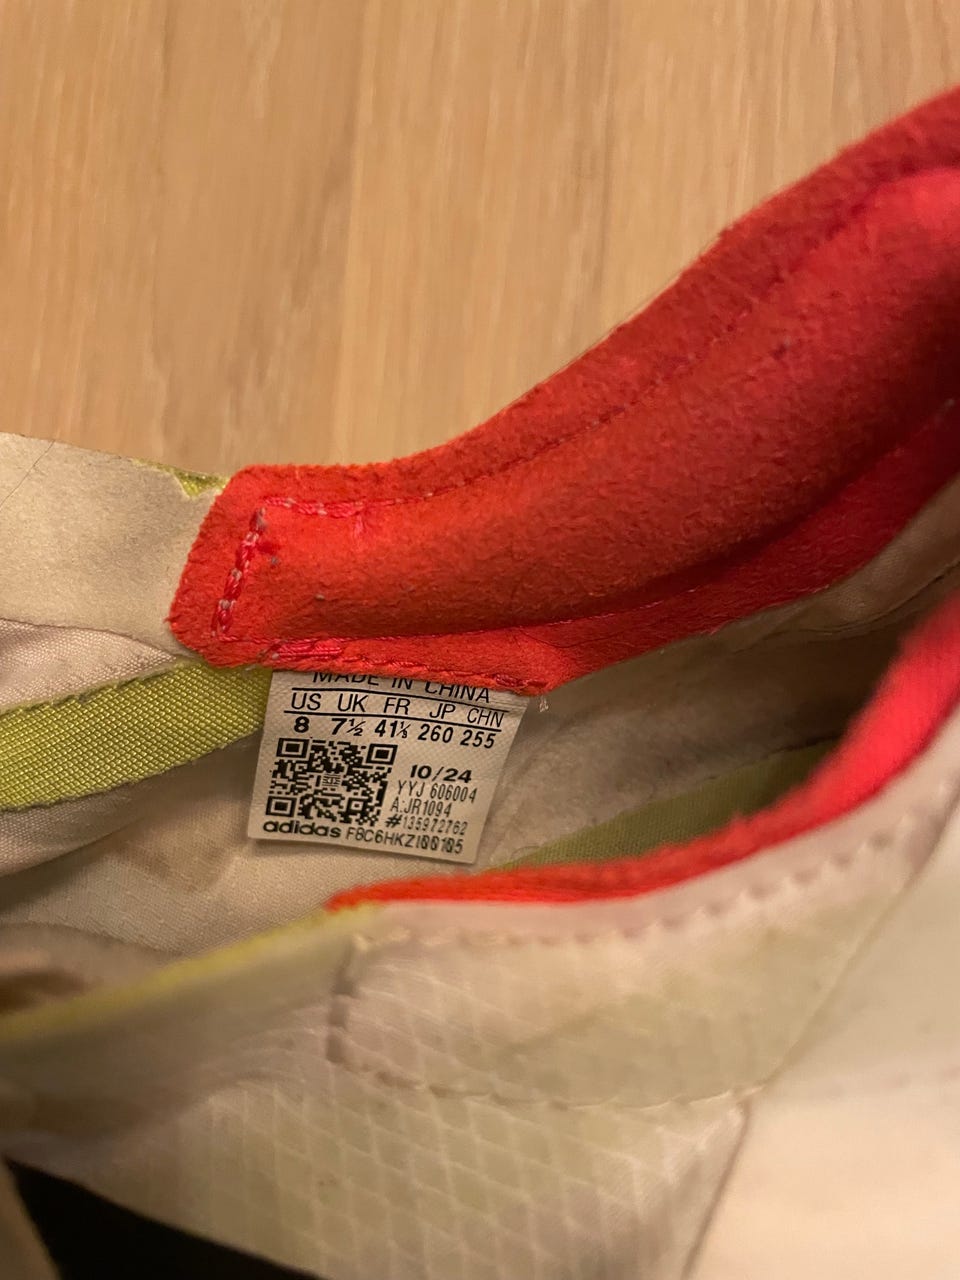 MADE IN CHINA
US UK FR JP CHN
8 7½ 41⅓ 260 255
10/24
YYJ 606004
A:JR1094
#135972762
adidas